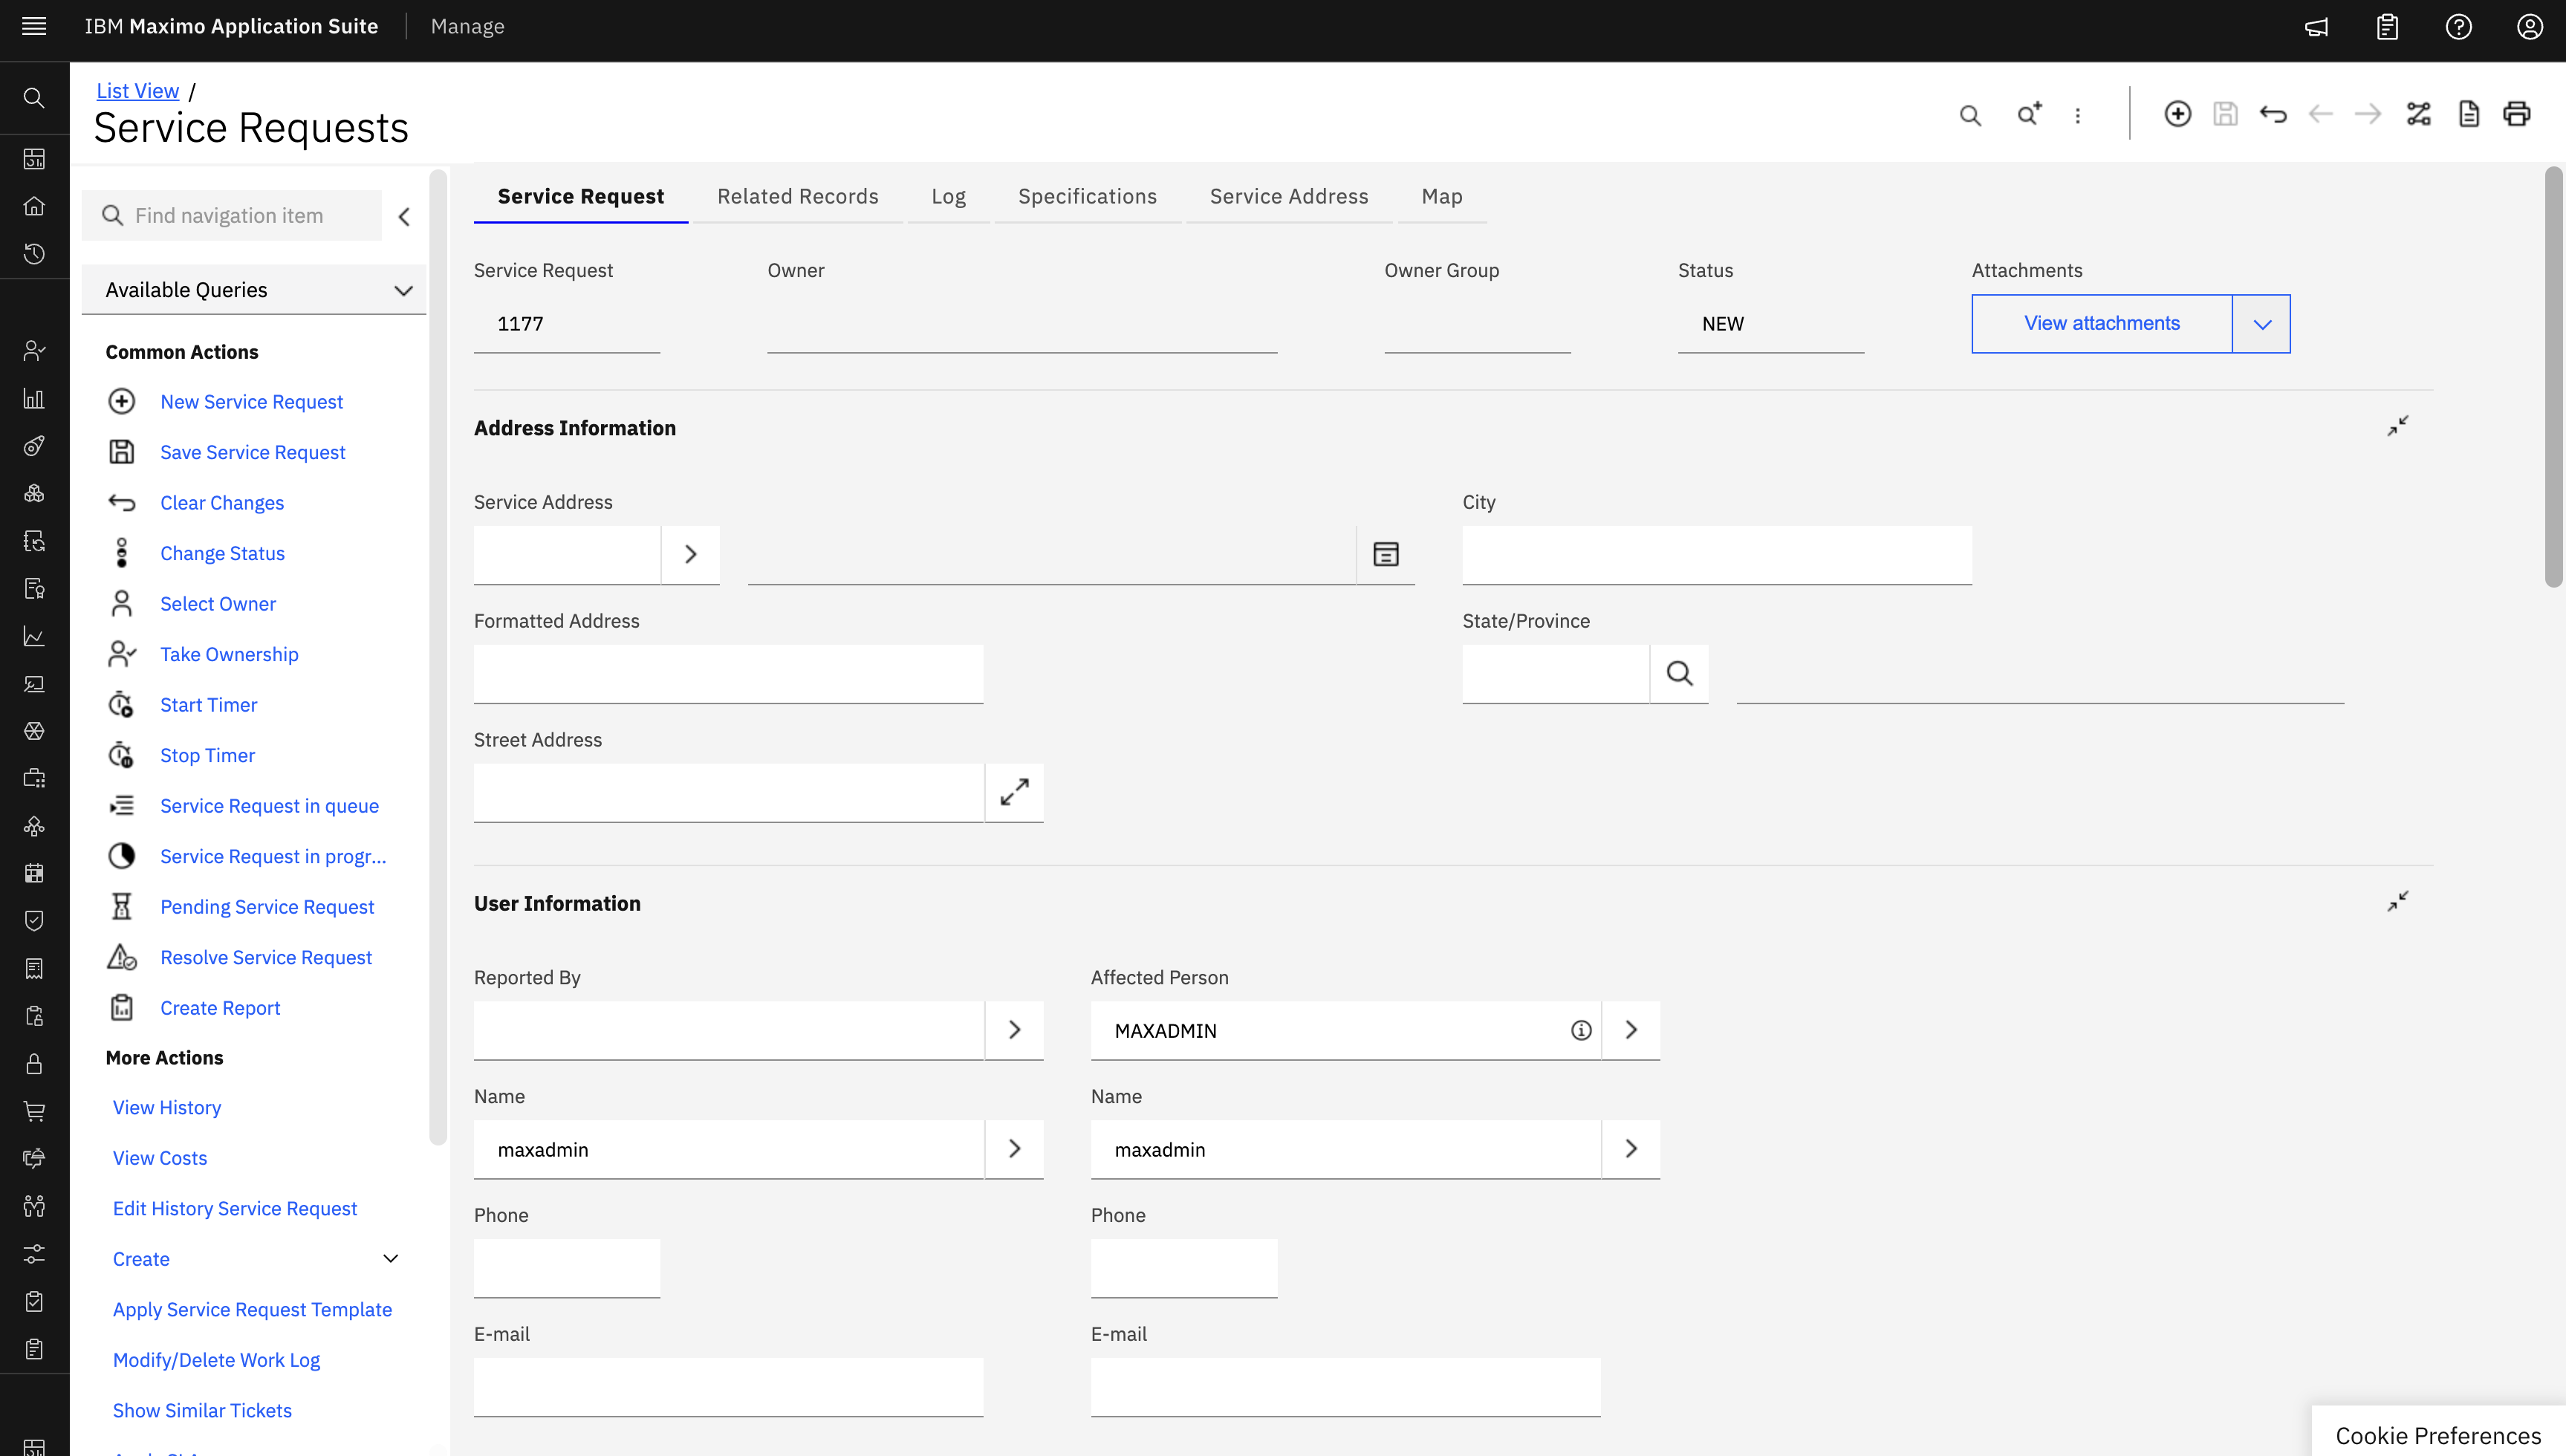 IBM Maximo Application Suite Manage
List View /
Service Requests
Find navigation item
Available Queries
Common Actions
New Service Request
Save Service Request
Clear Changes
Change Status
Select Owner
Take Ownership
Start Timer
Stop Timer
Service Request in queue
Service Request in progr...
Pending Service Request
Resolve Service Request
Create Report
More Actions
View History
View Costs
Edit History Service Request
Create
Apply Service Request Template
Modify/Delete Work Log
Show Similar Tickets
Service Request Related Records Log Specifications Service Address Map
Service Request Owner Owner Group Status Attachments
1177 NEW View attachments
Address Information
Service Address City
Formatted Address State/Province
Street Address
User Information
Reported By Affected Person
MAXADMIN
Name Name
maxadmin maxadmin
Phone Phone
E-mail E-mail
Cookie Preferences